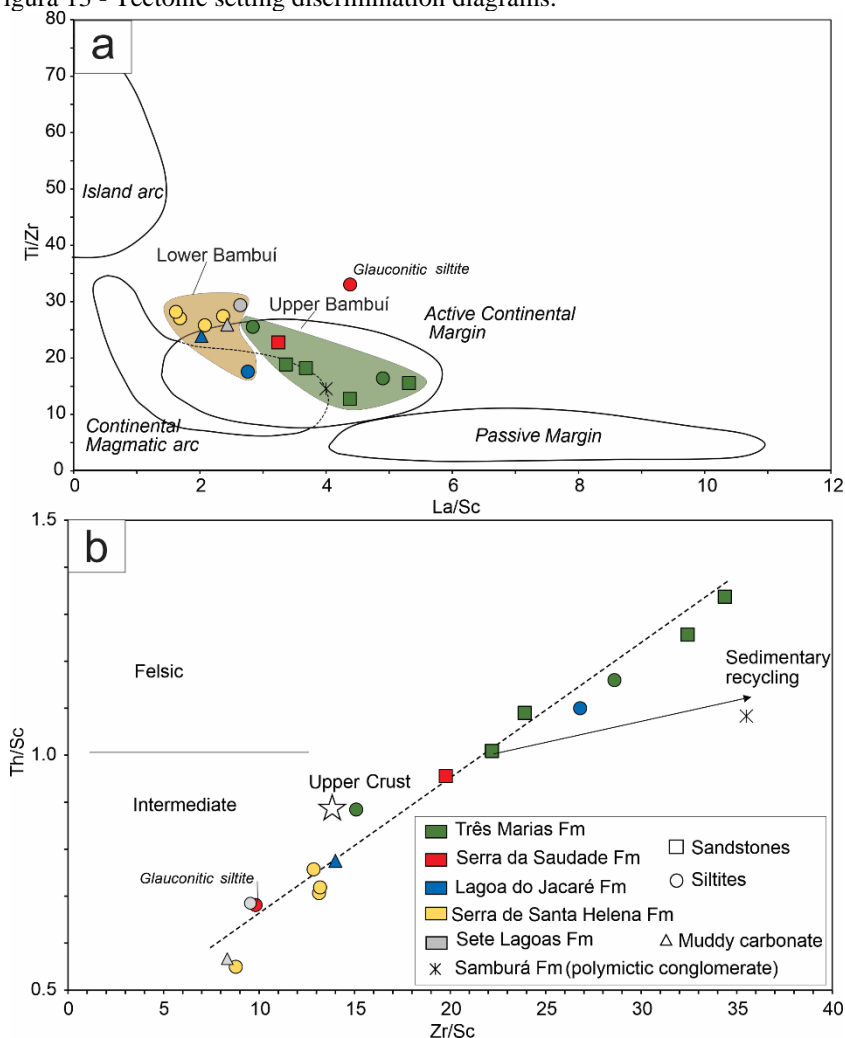 Figura 13 - Tectonic setting discrimination diagrams.
a
80
70
60
50
40
30
20
10
0
Ti/Zr
Island arc
Lower Bambuí
Glauconitic siltite
Upper Bambuí
Active Continental
Margin
Continental
Magmatic arc
Passive Margin
0 2 4 6 8 10 12
La/Sc
b
1.5
1.0
0.5
Th/Sc
Felsic
Sedimentary
recycling
Intermediate
Upper Crust
Glauconitic siltite
Três Marias Fm
Serra da Saudade Fm
Lagoa do Jacaré Fm
Serra de Santa Helena Fm
Sete Lagoas Fm
Samburá Fm (polymictic conglomerate)
Sandstones
Siltites
Muddy carbonate
0 5 10 15 20 25 30 35 40
Zr/Sc